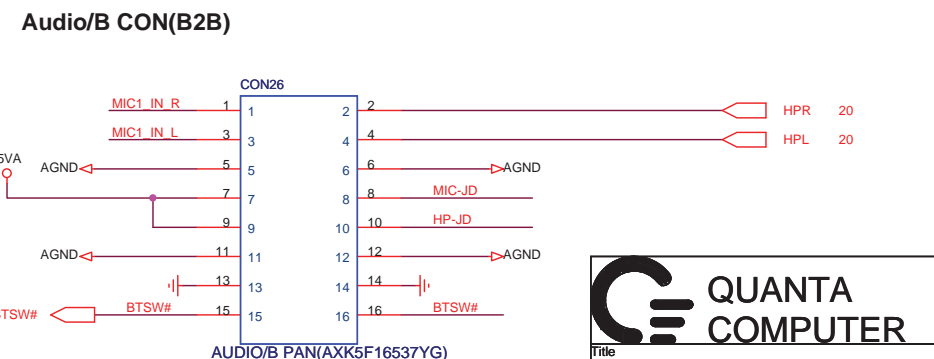 Audio/B CON(B2B)
CON26
MIC1_IN_R 1 1 2 2 HPR 20
MIC1_IN_L 3 3 4 4 HPL 20
5VA
AGND 5 5 6 6 AGND
7 7 8 8 MIC-JD
9 9 10 10 HP-JD
AGND 11 11 12 12 AGND
13 13 14 14
BTSW# BTSW# 15 15 16 16 BTSW#
AUDIO/B PAN(AXK5F16537YG)
QUANTA
COMPUTER
Title